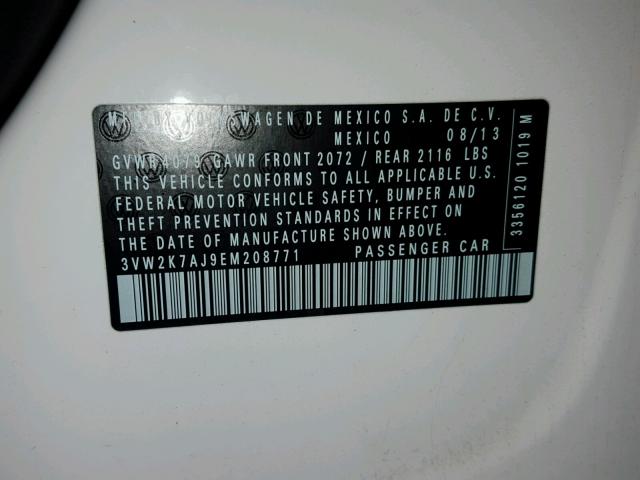 WAGEN DE MEXICO S.A. DE C.V.
MEXICO 08/13
GVWR 4079 GAWR FRONT 2072 / REAR 2116 LBS
THIS VEHICLE CONFORMS TO ALL APPLICABLE U.S.
FEDERAL MOTOR VEHICLE SAFETY, BUMPER AND
THEFT PREVENTION STANDARDS IN EFFECT ON
THE DATE OF MANUFACTURE SHOWN ABOVE.
3VW2K7AJ9EM208771 PASSENGER CAR
3356120 1019 M